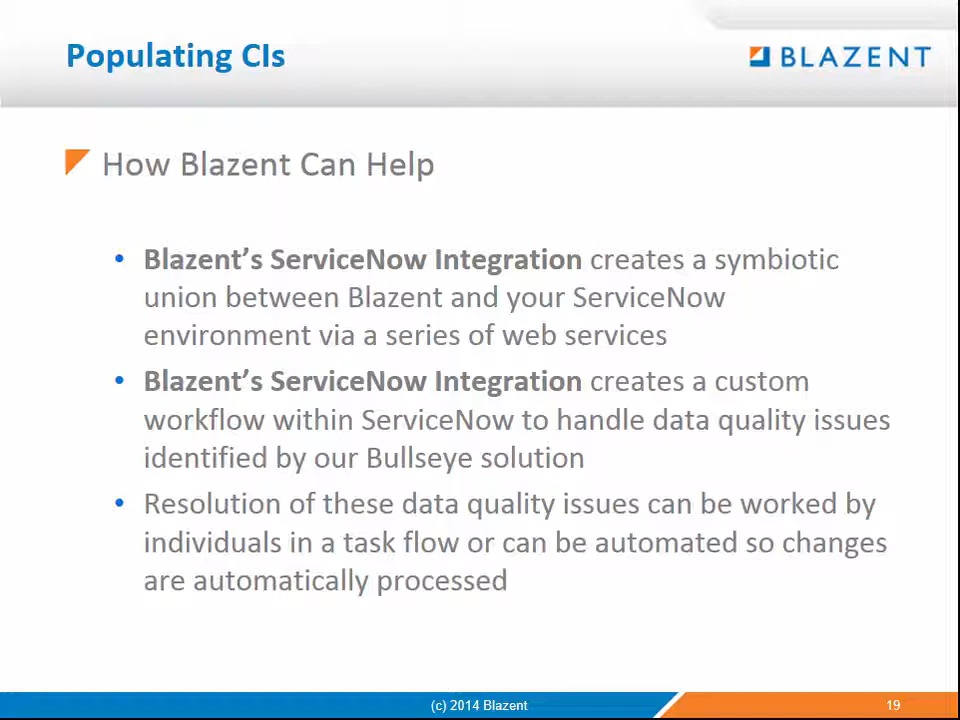 Populating CIs
BLAZENT
How Blazent Can Help
• Blazent’s ServiceNow Integration creates a symbiotic
union between Blazent and your ServiceNow
environment via a series of web services
• Blazent’s ServiceNow Integration creates a custom
workflow within ServiceNow to handle data quality issues
identified by our Bullseye solution
• Resolution of these data quality issues can be worked by
individuals in a task flow or can be automated so changes
are automatically processed
(c) 2014 Blazent
19